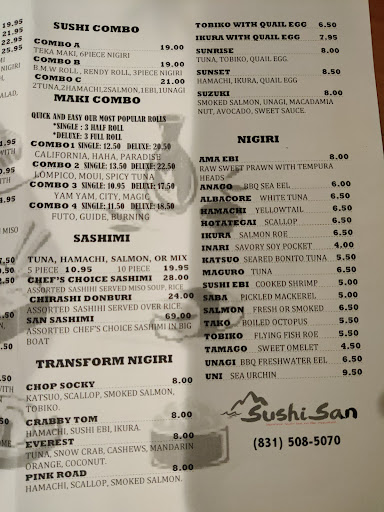 19.95
21.95
22.95
25.95
SUSHI COMBO
COMBO A 19.00
TEKA MAKI, 6PIECE NIGIRI
COMBO B 19.00
B.M.W ROLL , RENDY ROLL, 3PIECE NIGIRI
COMBO C 21.00
2TUNA,2HAMACHI,2SALMON,1EBI,1UNAGI
MAKI COMBO
QUICK AND EASY OUR MOST POPULAR ROLLS
*SINGLE : 3 HALF ROLL
*DELUXE: 3 FULL ROLL
COMBO1 SINGLE: 12.50 DELUXE: 20.50
CALIFORNIA, HAHA, PARADISE
COMBO 2 SINGLE: 13.50 DELUXE: 22.50
LOMPICO, MOUI, SPICY TUNA
COMBO 3 SINGLE: 10.95 DELUXE: 17.50
YAM YAM, CITY, MAGIC
COMBO 4 SINGLE: 11.50 DELUXE: 18.50
FUTO, GUIDE, BURNING
SASHIMI
TUNA, HAMACHI, SALMON, OR MIX
5 PIECE 10.95 10 PIECE 19.95
CHEF'S CHOICE SASHIMI 28.00
ASSORTED SASHIHI SERVED MISO SOUP, RICE
CHIRASHI DONBURI 24.00
ASSORTED SASHIHI SERVED OVER RICE.
SAN SASHIMI 69.00
ASSORTED CHEF'S CHOICE SASHIMI IN BIG
BOAT
TRANSFORM NIGIRI
CHOP SOCKY 8.00
KATSUO, SCALLOP, SMOKED SALMON,
TOBIKO.
CRABBY TOM 8.00
HAMACHI, SUSHI EBI, IKURA.
EVEREST 8.00
TUNA, SNOW CRAB, CASHEWS, MANDARIN
ORANGE, COCONUT.
PINK ROAD 8.00
HAMACHI, SCALLOP, SMOKED SALMON.
TOBIKO WITH QUAIL EGG 6.50
IKURA WITH QUAIL EGG 7.95
SUNRISE 8.00
TUNA, TOBIKO, QUAIL EGG.
SUNSET 8.50
HAMACHI, IKURA, QUAIL EGG
SUZUKI 8.00
SMOKED SALMON, UNAGI, MACADAMIA
NUT, AVOCADO, SWEET SAUCE.
NIGIRI
AMA EBI 8.00
RAW SWEET PRAWN WITH TEMPURA
HEADS
ANAGO BBQ SEA EEL 6.00
ALBACORE WHITE TUNA 6.50
HAMACHI YELLOWTAIL 6.50
HOTATEGAI SCALLOP 6.50
IKURA SALMON ROE 6.50
INARI SAVORY SOY POCKET 4.00
KATSUO SEARED BONITO TUNA 5.50
MAGURO TUNA 6.50
SUSHI EBI COOKED SHRIMP 5.00
SABA PICKLED MACKEREL 5.00
SALMON FRESH OR SMOKED 6.50
TAKO BOILED OCTOPUS 5.50
TOBIKO FLYING FISH ROE 5.50
TAMAGO SWEET OMELET 4.50
UNAGI BBQ FRESHWATER EEL 6.50
UNI SEA URCHIN 9.50
Sushi San
(831) 508-5070